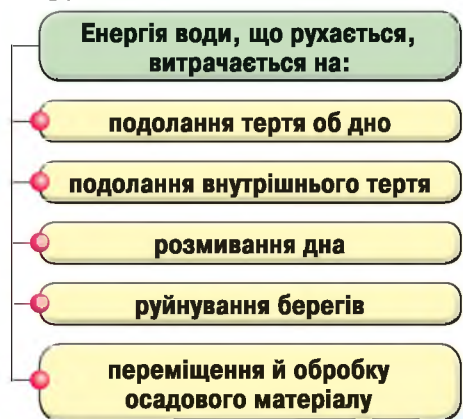 Енергія води, що рухається,
витрачається на:
подолання тертя об дно
подолання внутрішнього тертя
розмивання дна
руйнування берегів
переміщення й обробку
осадового матеріалу